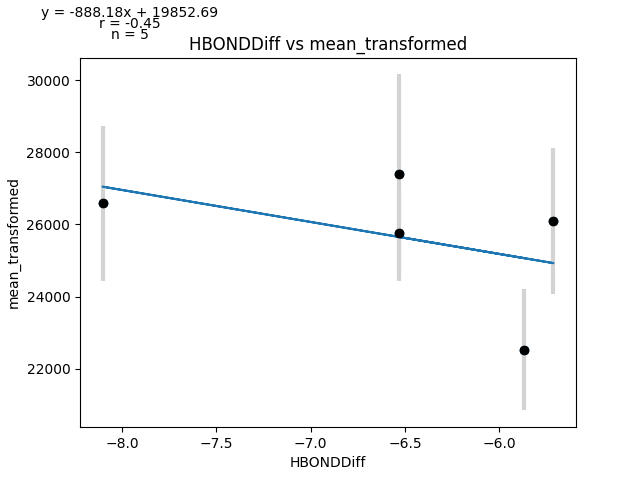 y = -888.18x + 19852.69
r = -0.45
n = 5
HBONDDiff vs mean_transformed
30000
28000
26000
24000
22000
mean_transformed
−8.0 −7.5 −7.0 −6.5 −6.0
HBONDDiff